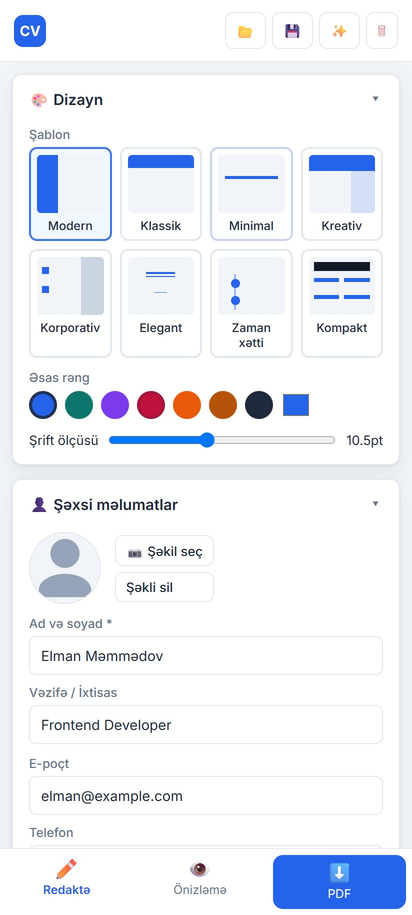 CV
Dizayn
Şablon
Modern
Klassik
Minimal
Kreativ
Korporativ
Elegant
Zaman
xətti
Kompakt
Əsas rəng
Şrift ölçüsü
10.5pt
Şəxsi məlumatlar
Şəkil seç
Şəkli sil
Ad və soyad *
Elman Məmmədov
Vəzifə / İxtisas
Frontend Developer
E-poçt
elman@example.com
Telefon
Redaktə
Önizləmə
PDF